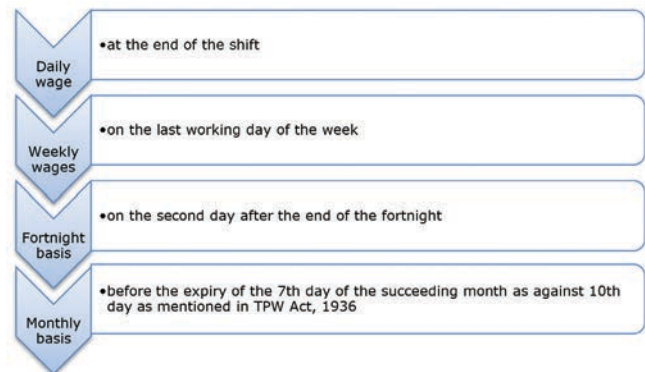 Daily
wage
•at the end of the shift
Weekly
wages
•on the last working day of the week
Fortnight
basis
•on the second day after the end of the fortnight
Monthly
basis
•before the expiry of the 7th day of the succeeding month as against 10th
day as mentioned in TPW Act, 1936